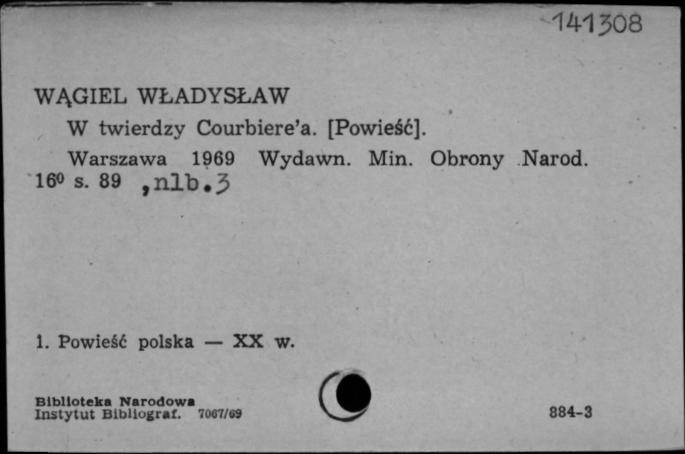 141308
WĄGIEL WŁADYSŁAW
W twierdzy Courbiere’a. [Powieść].
Warszawa 1969 Wydawn. Min. Obrony Narod.
16⁰ s. 89 , nlb. 3
1. Powieść polska — XX w.
Biblioteka Narodowa
Instytut Bibliograf. 7067/69
884-3